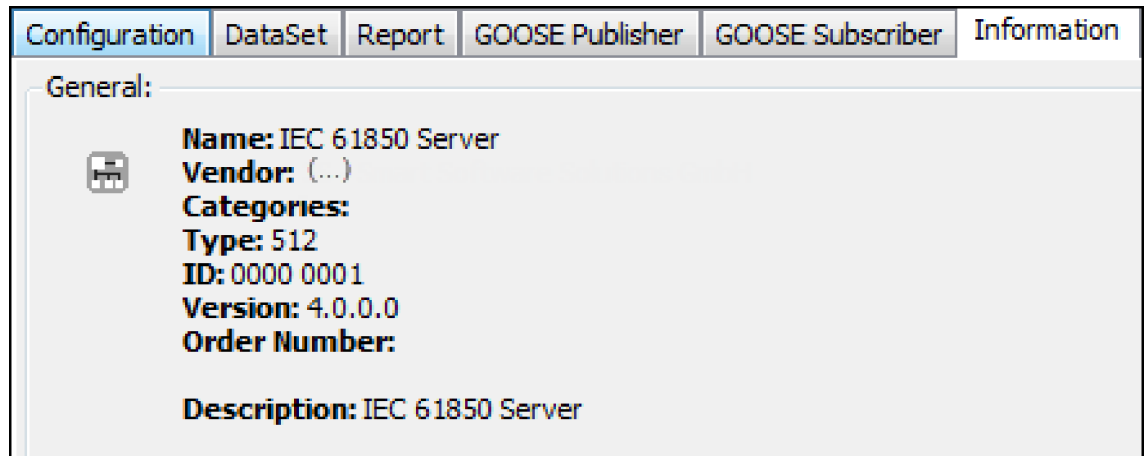 Configuration DataSet Report GOOSE Publisher GOOSE Subscriber Information
General:
Name: IEC 61850 Server
Vendor: (...)
Categories:
Type: 512
ID: 0000 0001
Version: 4.0.0.0
Order Number:
Description: IEC 61850 Server